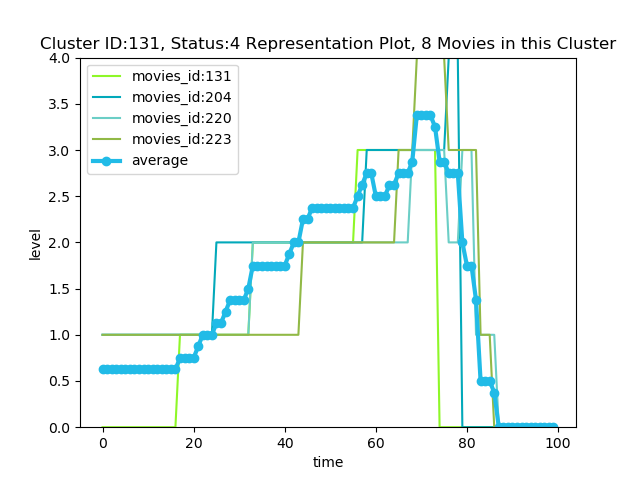 Cluster ID:131, Status:4 Representation Plot, 8 Movies in this Cluster
movies_id:131
movies_id:204
movies_id:220
movies_id:223
average
level
4.0
3.5
3.0
2.5
2.0
1.5
1.0
0.5
0.0
0 20 40 60 80 100
time